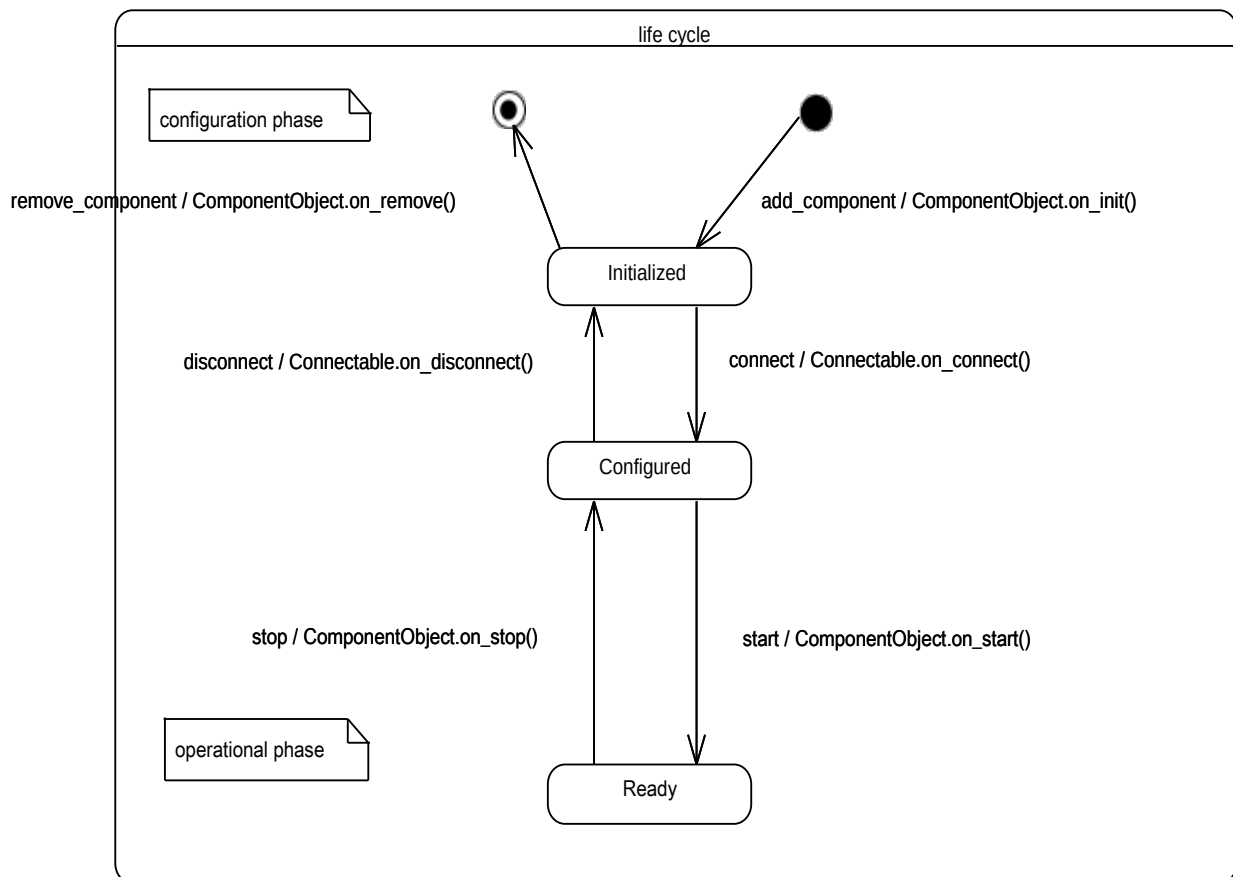 life cycle
configuration phase
remove_component / ComponentObject.on_remove()
add_component / ComponentObject.on_init()
Initialized
disconnect / Connectable.on_disconnect()
connect / Connectable.on_connect()
Configured
stop / ComponentObject.on_stop()
start / ComponentObject.on_start()
operational phase
Ready